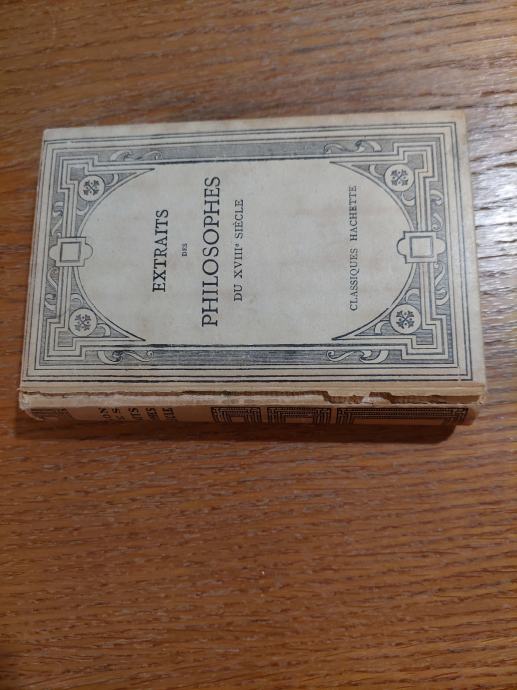 EXTRAITS
DES
PHILOSOPHES
DU XVIIIe SIÈCLE
CLASSIQUES HACHETTE